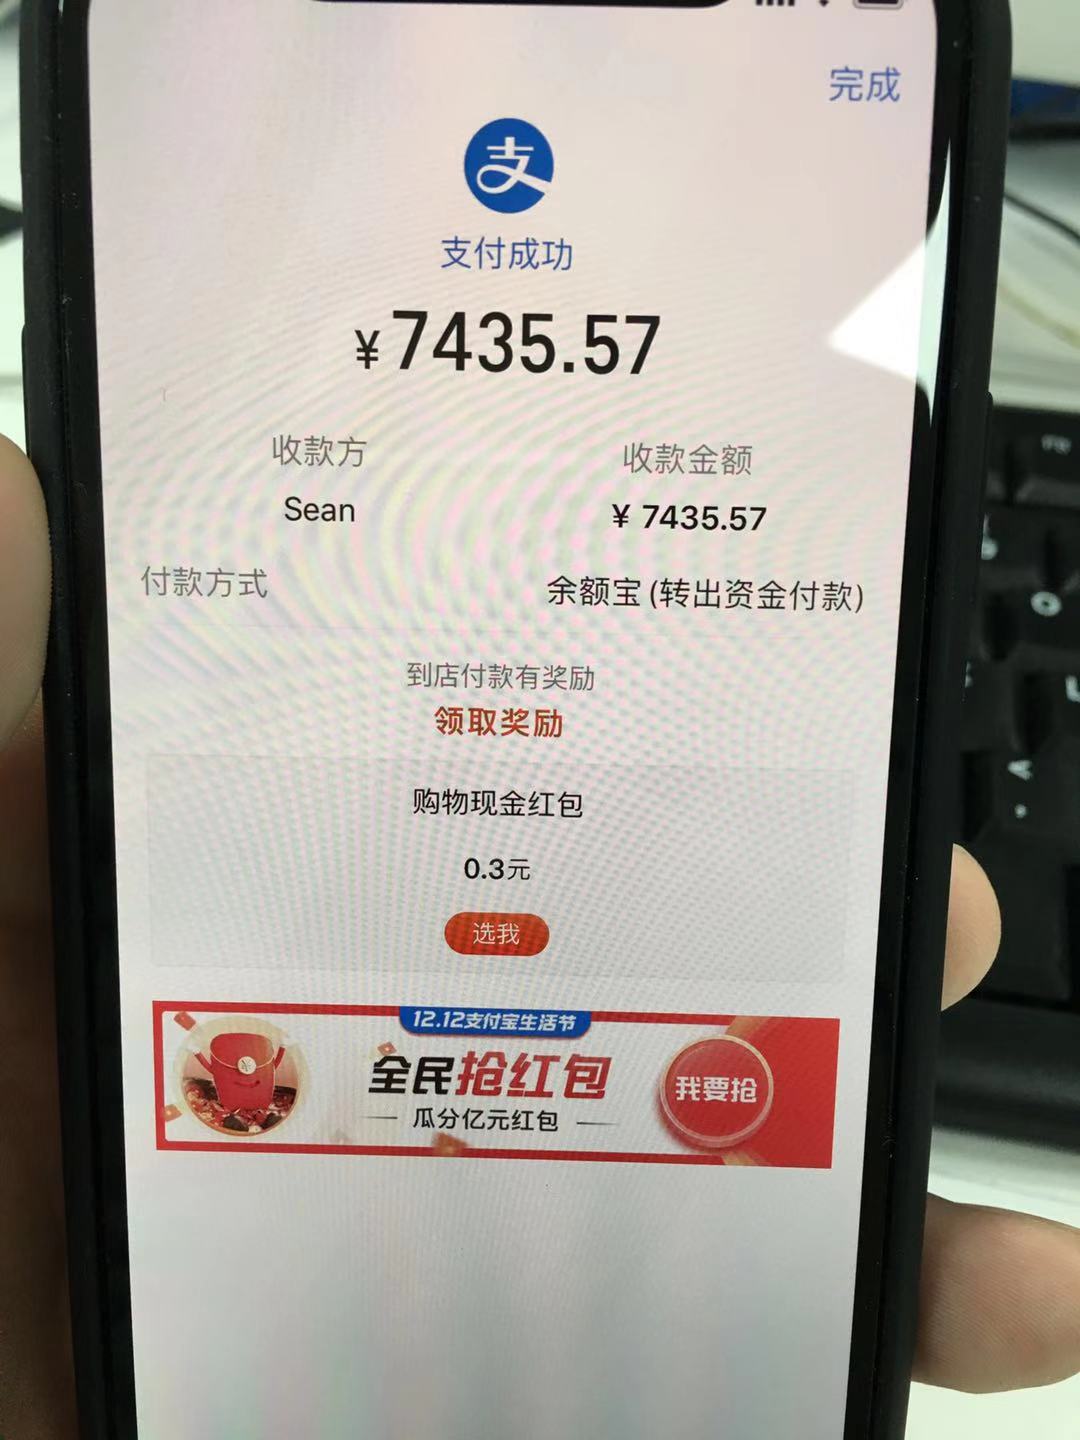 完成
支
支付成功
¥7435.57
收款方
收款金额
Sean
¥ 7435.57
付款方式
余额宝(转出资金付款)
到店付款有奖励
领取奖励
购物现金红包
0.3元
选我
12.12支付宝生活节
全民抢红包
我要抢
瓜分亿元红包